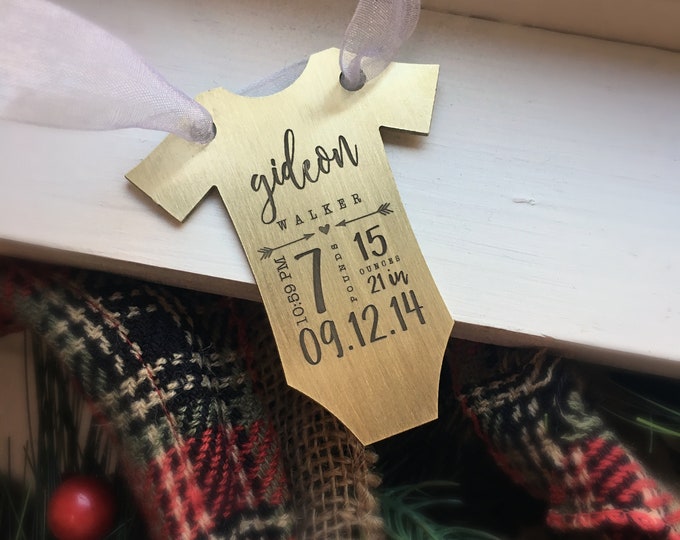 gideon
WALKER
10:59 PM
7
POUNDS
15
OUNCES
21 in
09.12.14